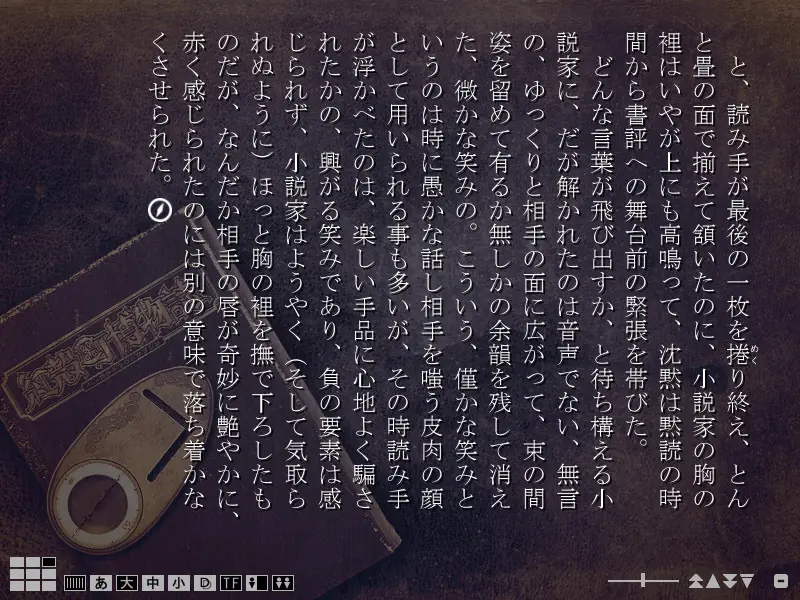 と、読み手が最後の一枚を捲り終え、とん
めく
と畳の面で揃えて頷いたのに、小説家の胸の
裡はいやが上にも高鳴って、沈黙は黙読の時
間から書評への舞台前の緊張を帯びた。
どんな言葉が飛び出すか、と待ち構える小
説家に、だが解かれたのは音声でない、無言
の、ゆっくりと相手の面に広がって、束の間
姿を留めて有るか無しかの余韻を残して消え
た、微かな笑みの。こういう、僅かな笑みと
いうのは時に愚かな話し相手を嗤う皮肉の顔
として用いられる事も多いが、その時読み手
が浮かべたのは、楽しい手品に心地よく騙さ
れたかの、興がる笑みであり、負の要素は感
じられず、小説家はようやく（そして気取ら
れぬように）ほっと胸の裡を撫で下ろしたも
のだが、なんだか相手の唇が奇妙に艶やかに、
赤く感じられたのには別の意味で落ち着かな
くさせられた。
あ 大 中 小 D TF